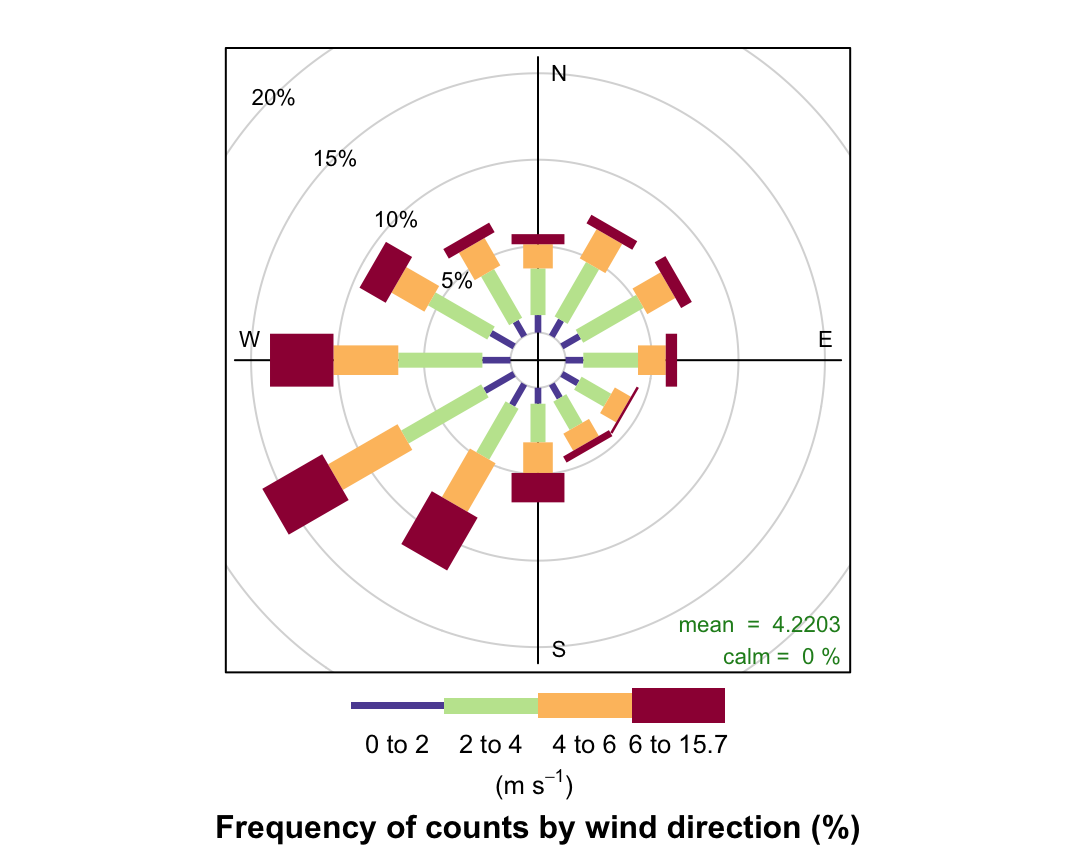 N
20%
15%
10%
5%
W
E
S
mean = 4.2203
calm = 0 %
0 to 2 2 to 4 4 to 6 6 to 15.7
(m s⁻¹)
Frequency of counts by wind direction (%)